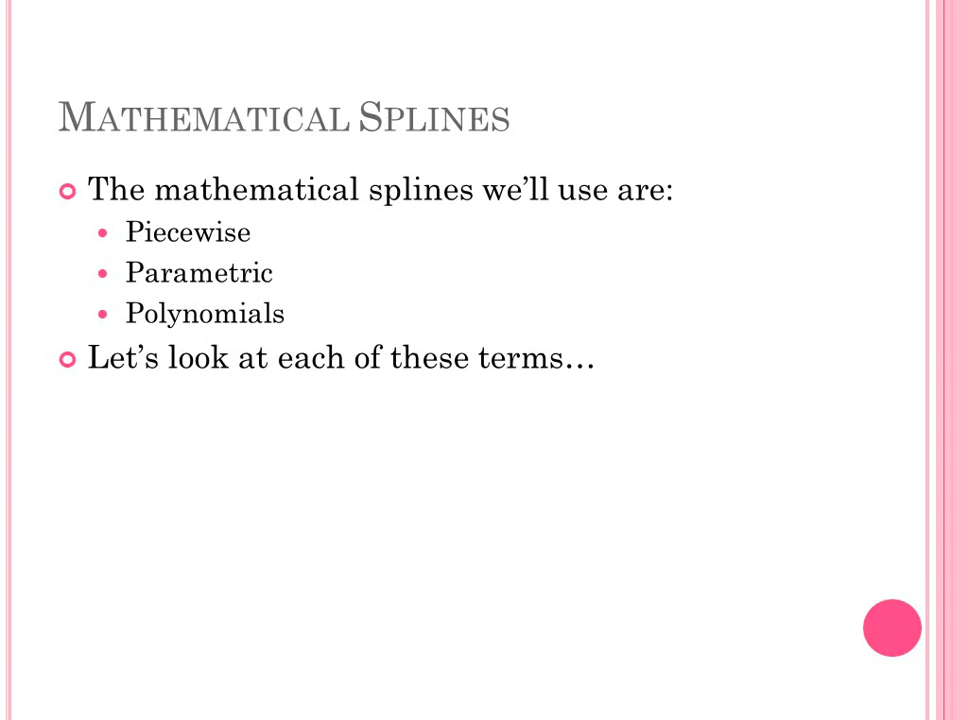 Mathematical Splines
The mathematical splines we’ll use are:
Piecewise
Parametric
Polynomials
Let’s look at each of these terms…